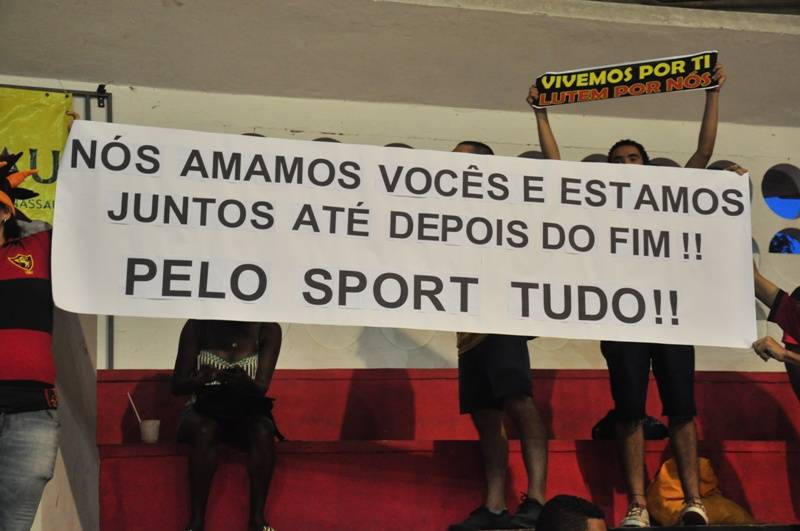 VIVEMOS POR TI
LUTEM POR NÓS
NÓS AMAMOS VOCÊS E ESTAMOS
JUNTOS ATÉ DEPOIS DO FIM !!
PELO SPORT TUDO!!